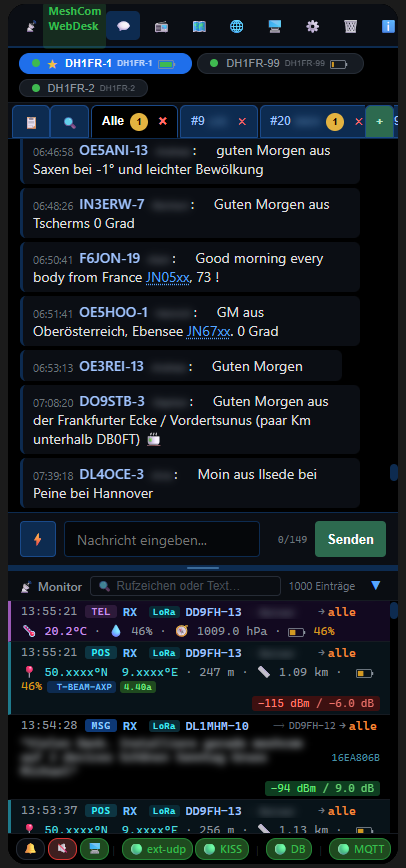 MeshCom
WebDesk
DH1FR-1 DH1FR-1 DH1FR-99 DH1FR-99
DH1FR-2 DH1FR-2
Alle 1 × #9 × #20 1 × +
06:46:58 OE5ANI-13 : guten Morgen aus
Saxen bei -1° und leichter Bewölkung
06:48:26 IN3ERW-7 : Guten Morgen aus
Tscherms 0 Grad
06:50:41 F6JON-19 : Good morning every
body from France JN05xx, 73 !
06:51:41 OE5HOO-1 : GM aus
Oberösterreich, Ebensee JN67xx. 0 Grad
06:53:13 OE3REI-13 : Guten Morgen
07:08:20 DO9STB-3 : Guten Morgen aus
der Frankfurter Ecke / Vordertsunus (paar Km
unterhalb DB0FT) ☕
07:39:18 DL4OCE-3 : Moin aus Ilsede bei
Peine bei Hannover
Nachricht eingeben... 0/149 Senden
Monitor Rufzeichen oder Text... 1000 Einträge ▼
13:55:21 TEL RX LoRa DD9FH-13 → alle
20.2°C · 46% · 1009.0 hPa · 46%
13:55:21 POS RX LoRa DD9FH-13 → alle
50.xxxx°N 9.xxxx°E · 247 m · 1.09 km ·
46% T-BEAM-AXP 4.40a
-115 dBm / -6.0 dB
13:54:28 MSG RX LoRa DL1MHM-10 → DD9FH-12 → alle
16EA806B
-94 dBm / 9.0 dB
13:53:37 POS RX LoRa DD9FH-13 → alle
50.xxxx°N 9.xxxx°E · 256 m · 1.13 km ·
ext-udp KISS DB MQTT